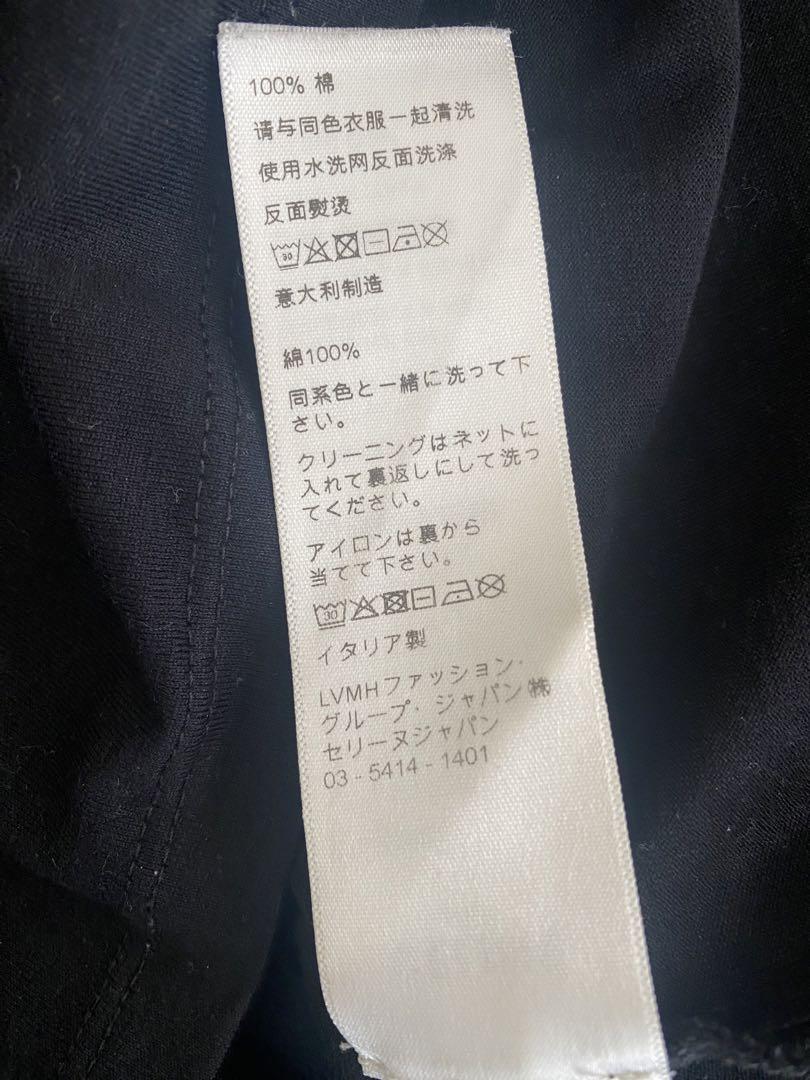 100% 棉
请与同色衣服一起清洗
使用水洗网反面洗涤
反面熨烫
30
意大利制造
綿100%
同系色と一緒に洗って下
さい。
クリーニングはネットに
入れて裏返しにして洗っ
てください。
アイロンは裏から
当てて下さい。
30
イタリア製
LVMHファッション・
グループ・ジャパン㈱
セリーヌジャパン
03 - 5414 - 1401